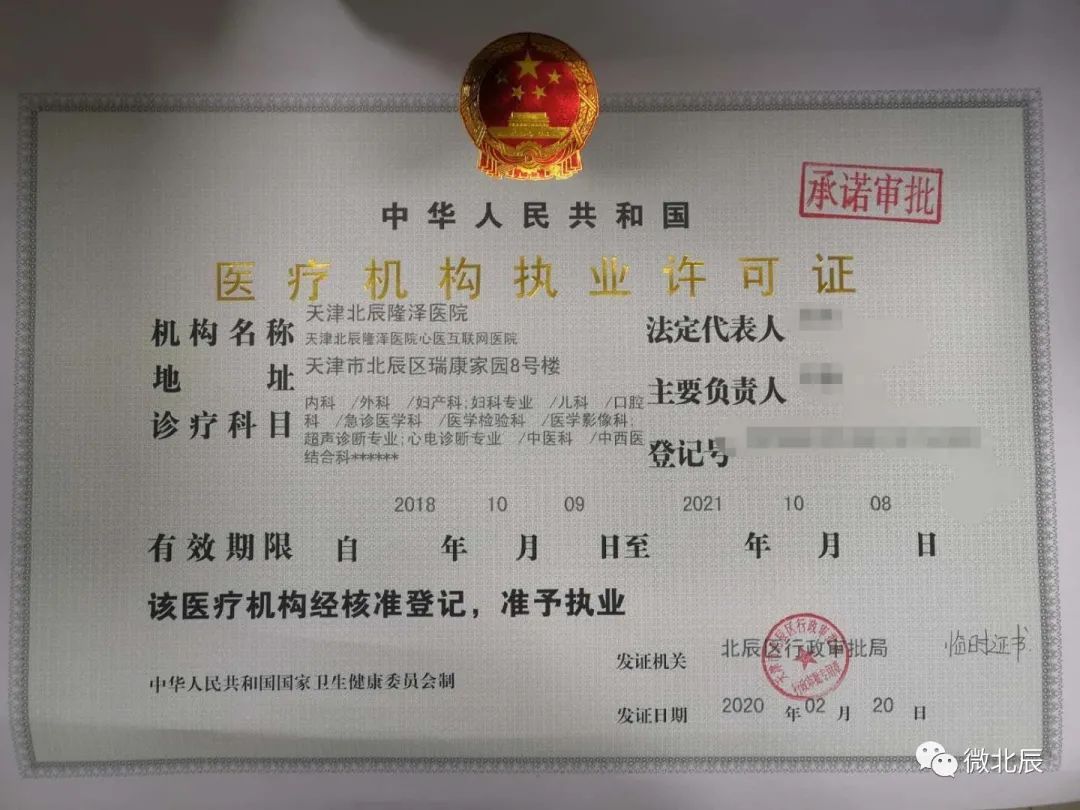 承诺审批
中华人民共和国
医疗机构执业许可证
机构名称 天津北辰隆泽医院
天津北辰隆泽医院心医互联网医院
地址 天津市北辰区瑞康家园8号楼
诊疗科目 内科 /外科 /妇产科;妇科专业 /儿科 /口腔
科 /急诊医学科 /医学检验科 /医学影像科;
超声诊断专业;心电诊断专业 /中医科 /中西医
结合科******
法定代表人
主要负责人
登记号
有效期限 自 2018 年 10 月 09 日至 2021 年 10 月 08 日
该医疗机构经核准登记，准予执业
发证机关 北辰区行政审批局
临时证书
中华人民共和国国家卫生健康委员会制
发证日期 2020 年 02 月 20 日
微北辰